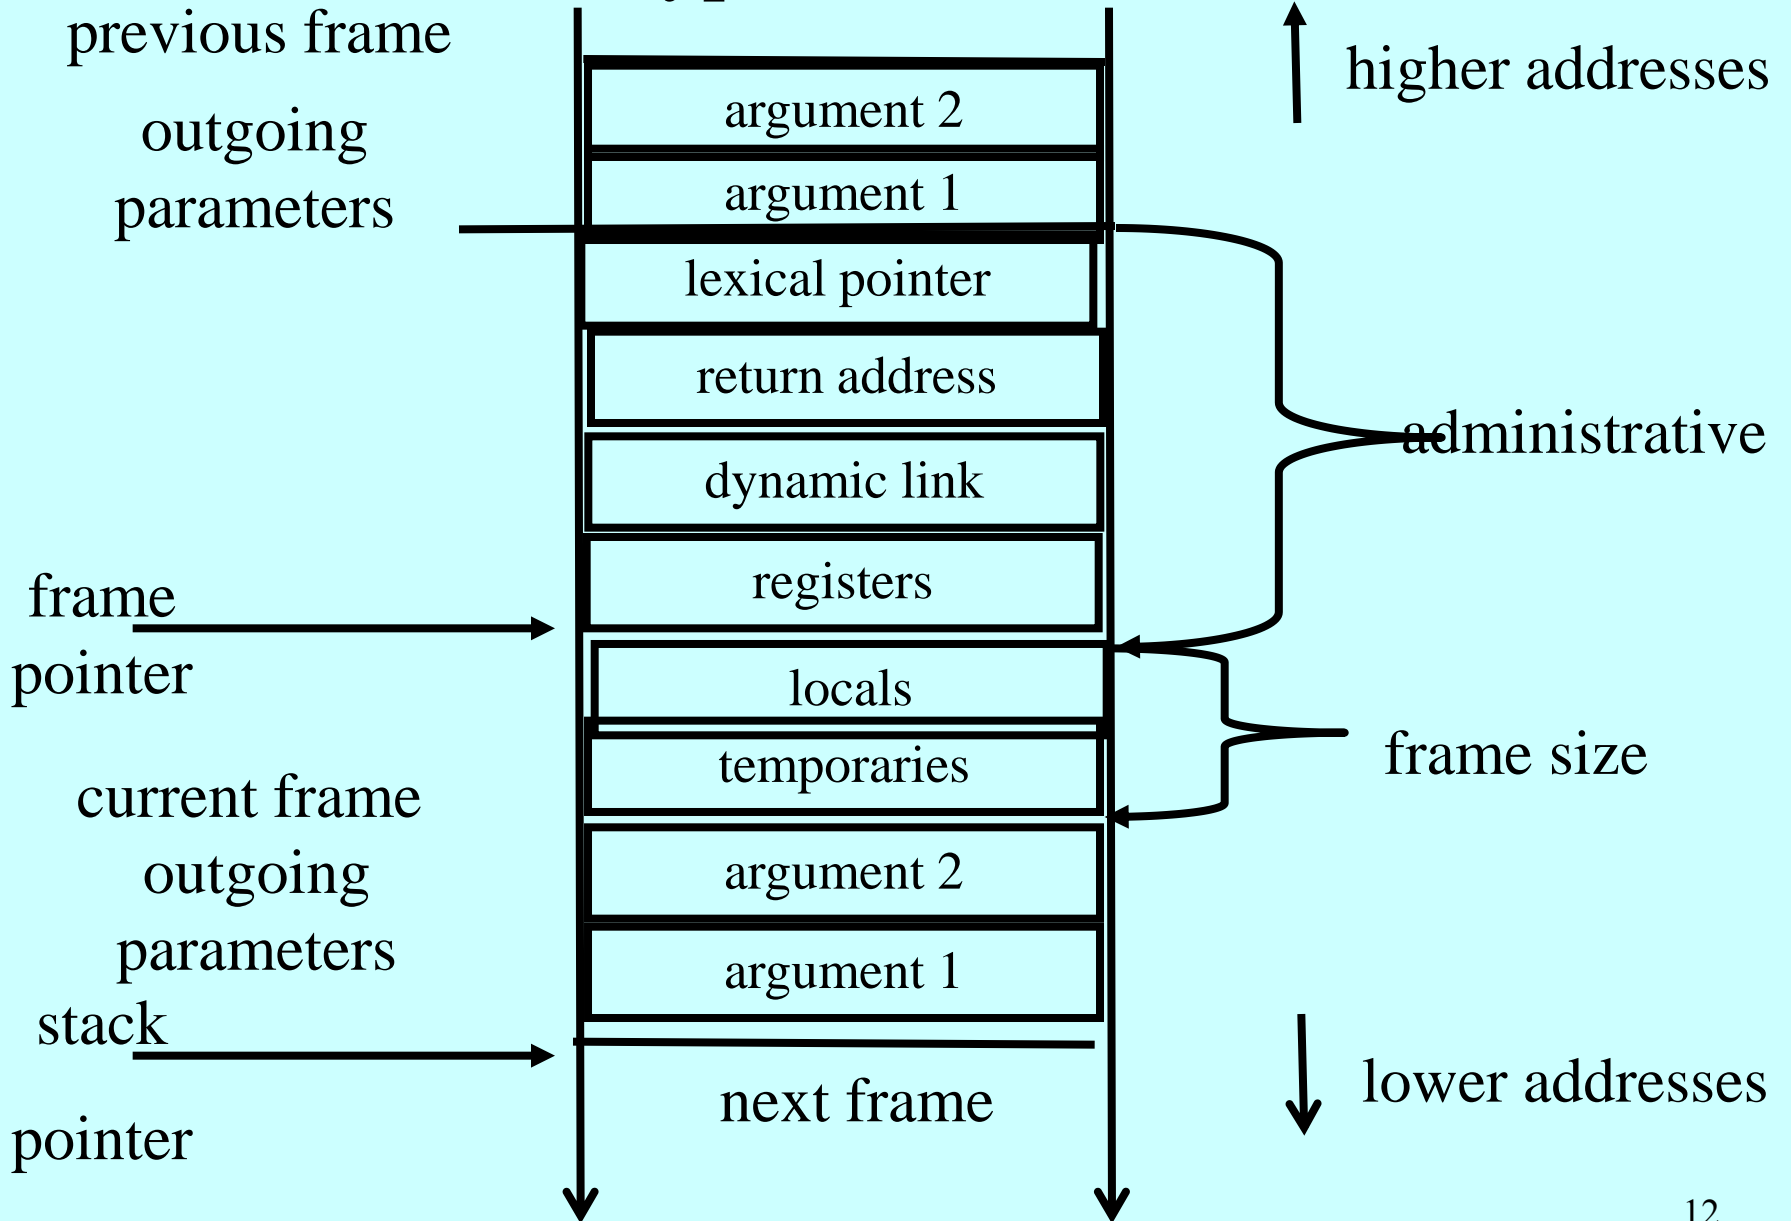 previous frame
higher addresses
argument 2
outgoing
argument 1
parameters
lexical pointer
return address
administrative
dynamic link
registers
frame
pointer
locals
temporaries
frame size
current frame
outgoing
argument 2
parameters
argument 1
stack
lower addresses
next frame
pointer
12